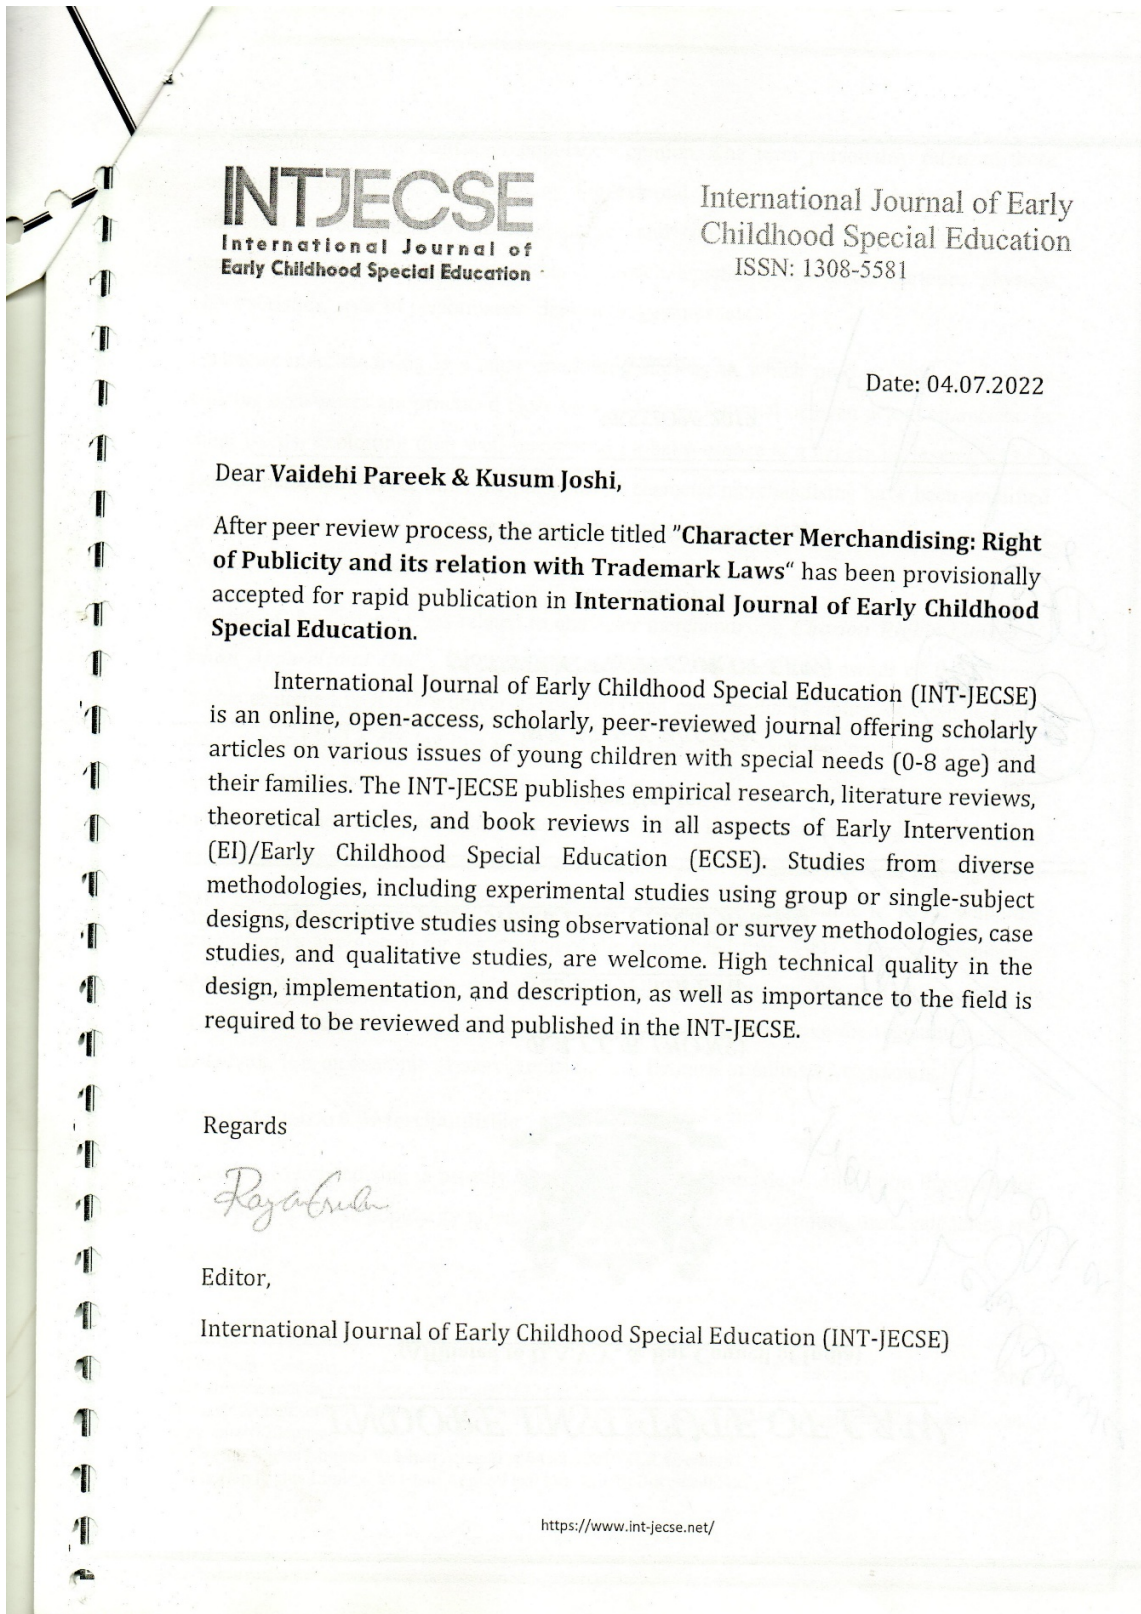 INTJECSE
International Journal of
Early Childhood Special Education
International Journal of Early
Childhood Special Education
ISSN: 1308-5581
Date: 04.07.2022
Dear Vaidehi Pareek & Kusum Joshi,
After peer review process, the article titled "Character Merchandising: Right
of Publicity and its relation with Trademark Laws“ has been provisionally
accepted for rapid publication in International Journal of Early Childhood
Special Education.
International Journal of Early Childhood Special Education (INT-JECSE)
is an online, open-access, scholarly, peer-reviewed journal offering scholarly
articles on various issues of young children with special needs (0-8 age) and
their families. The INT-JECSE publishes empirical research, literature reviews,
theoretical articles, and book reviews in all aspects of Early Intervention
(EI)/Early Childhood Special Education (ECSE). Studies from diverse
methodologies, including experimental studies using group or single-subject
designs, descriptive studies using observational or survey methodologies, case
studies, and qualitative studies, are welcome. High technical quality in the
design, implementation, and description, as well as importance to the field is
required to be reviewed and published in the INT-JECSE.
Regards
Editor,
International Journal of Early Childhood Special Education (INT-JECSE)
https://www.int-jecse.net/